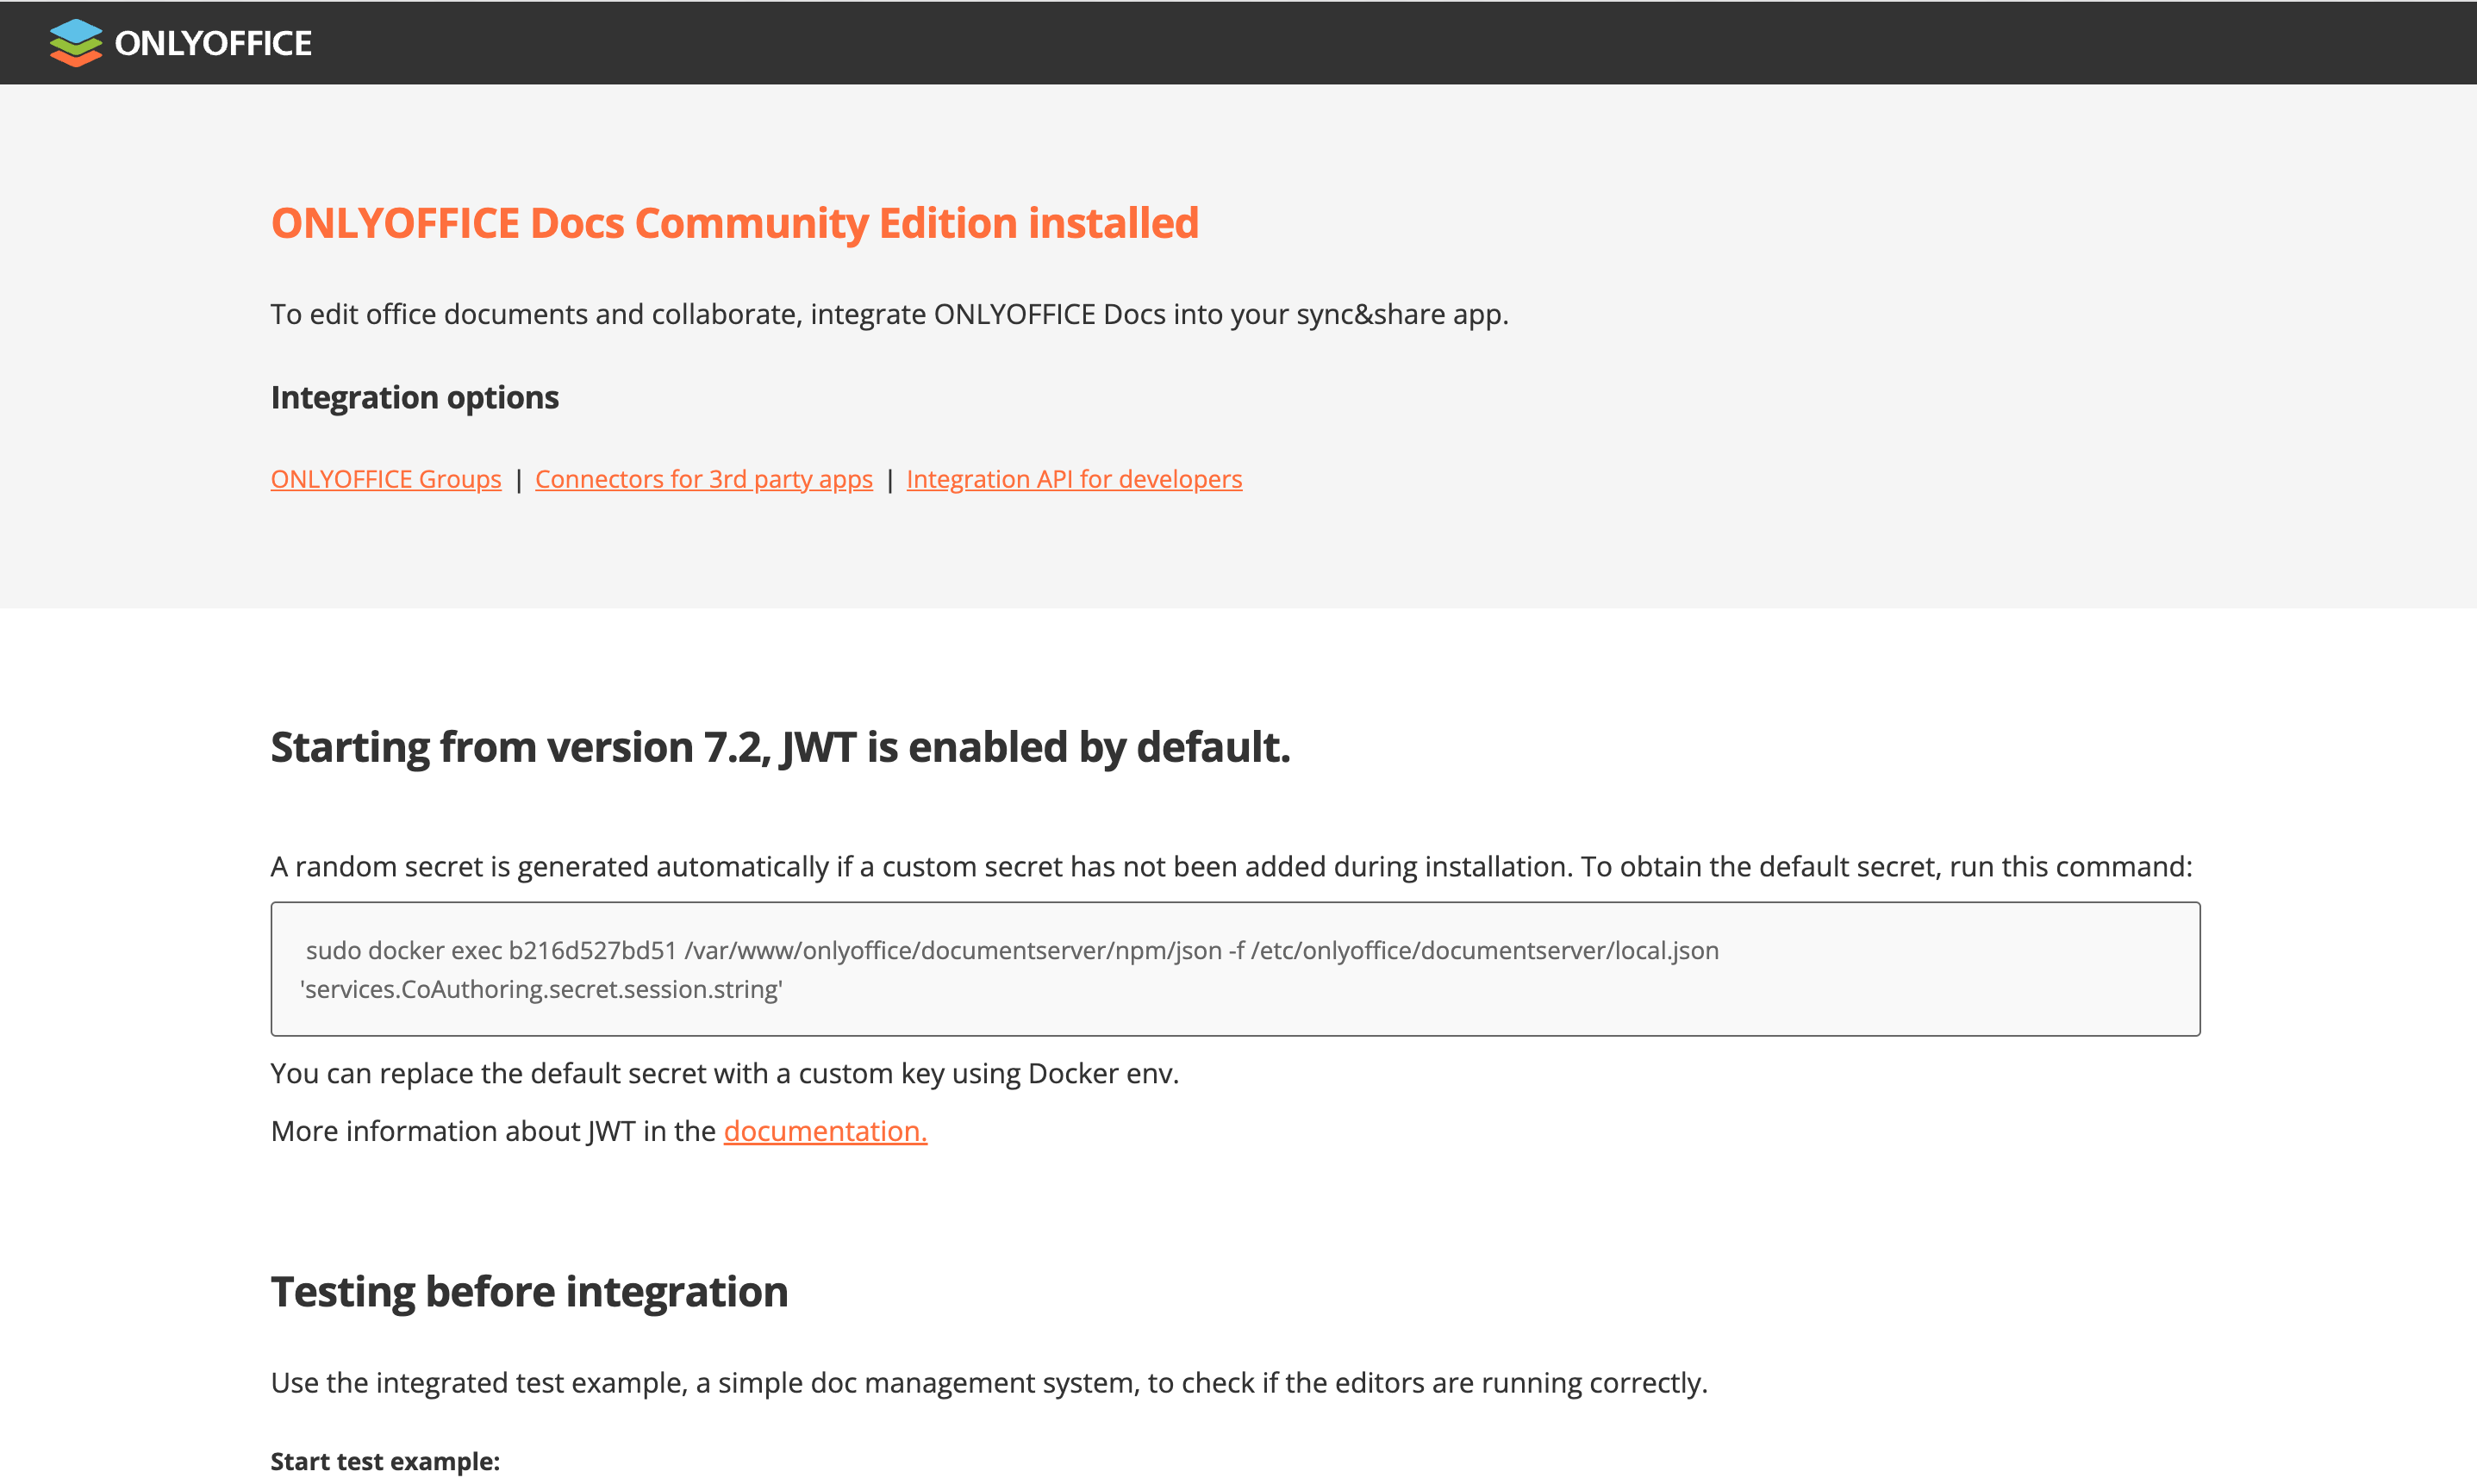 ONLYOFFICE
ONLYOFFICE Docs Community Edition installed
To edit office documents and collaborate, integrate ONLYOFFICE Docs into your sync&share app.
Integration options
ONLYOFFICE Groups | Connectors for 3rd party apps | Integration API for developers
Starting from version 7.2, JWT is enabled by default.
A random secret is generated automatically if a custom secret has not been added during installation. To obtain the default secret, run this command:
sudo docker exec b216d527bd51 /var/www/onlyoffice/documentserver/npm/json -f /etc/onlyoffice/documentserver/local.json
'services.CoAuthoring.secret.session.string'
You can replace the default secret with a custom key using Docker env.
More information about JWT in the documentation.
Testing before integration
Use the integrated test example, a simple doc management system, to check if the editors are running correctly.
Start test example: